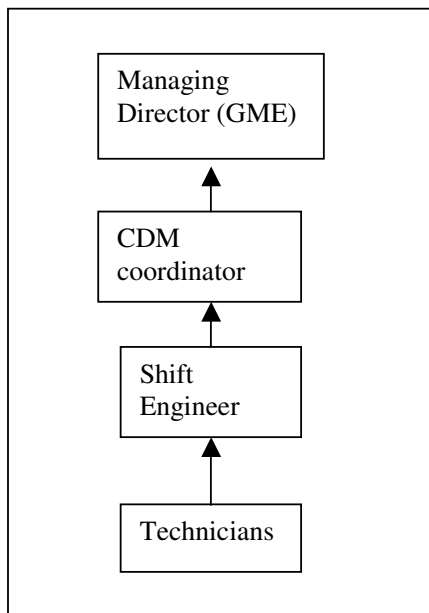 Managing
Director (GME)
CDM
coordinator
Shift
Engineer
Technicians